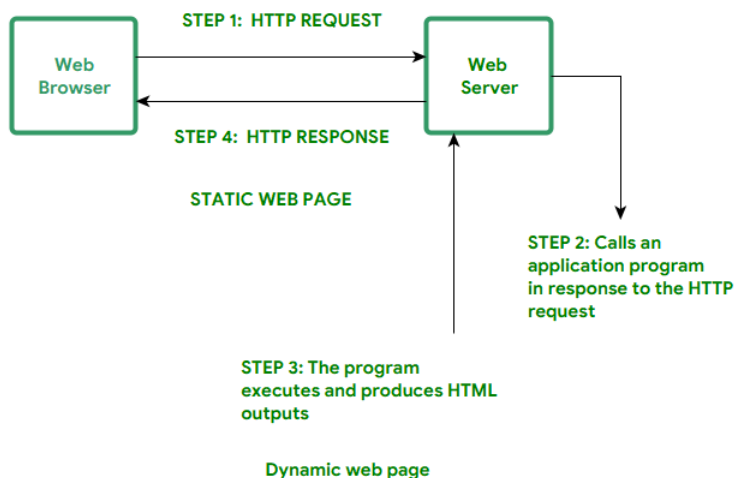 STEP 1: HTTP REQUEST
Web
Browser
Web
Server
STEP 4: HTTP RESPONSE
STATIC WEB PAGE
STEP 2: Calls an
application program
in response to the HTTP
request
STEP 3: The program
executes and produces HTML
outputs
Dynamic web page